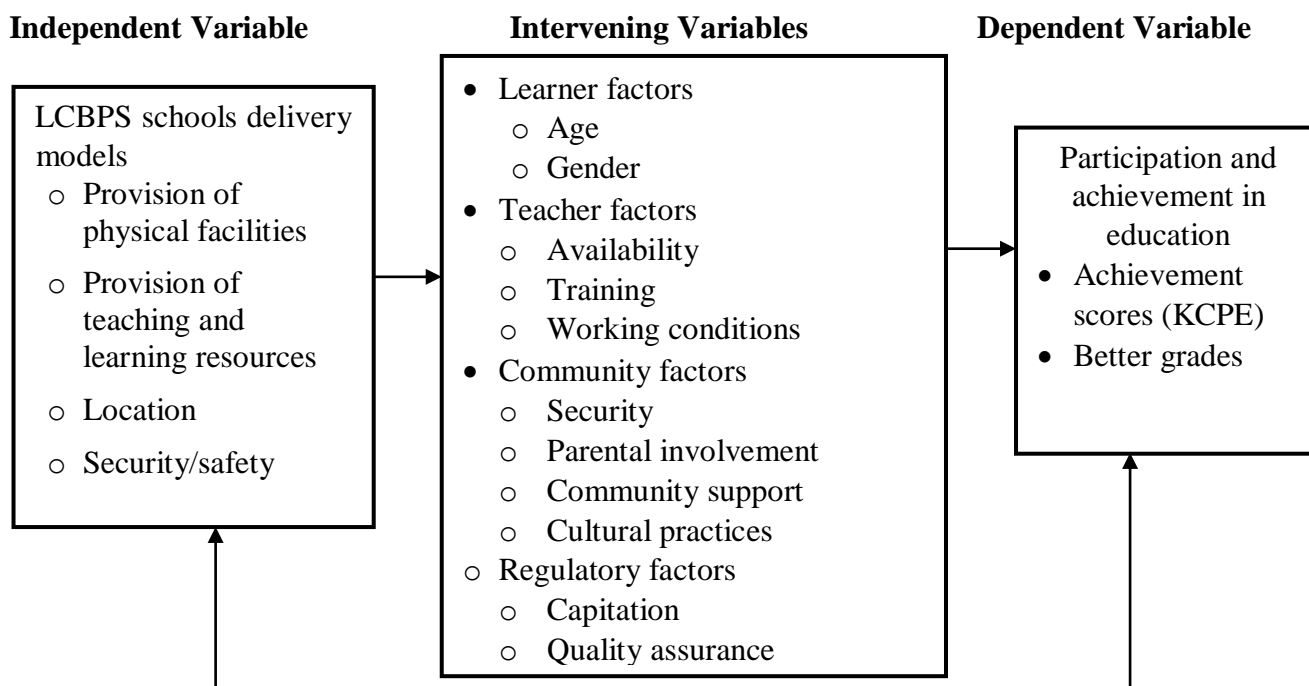 Independent Variable
Intervening Variables
Dependent Variable
LCBPS schools delivery
models
o Provision of
physical facilities
o Provision of
teaching and
learning resources
o Location
o Security/safety
• Learner factors
o Age
o Gender
• Teacher factors
o Availability
o Training
o Working conditions
• Community factors
o Security
o Parental involvement
o Community support
o Cultural practices
o Regulatory factors
o Capitation
o Quality assurance
Participation and
achievement in
education
• Achievement
scores (KCPE)
• Better grades